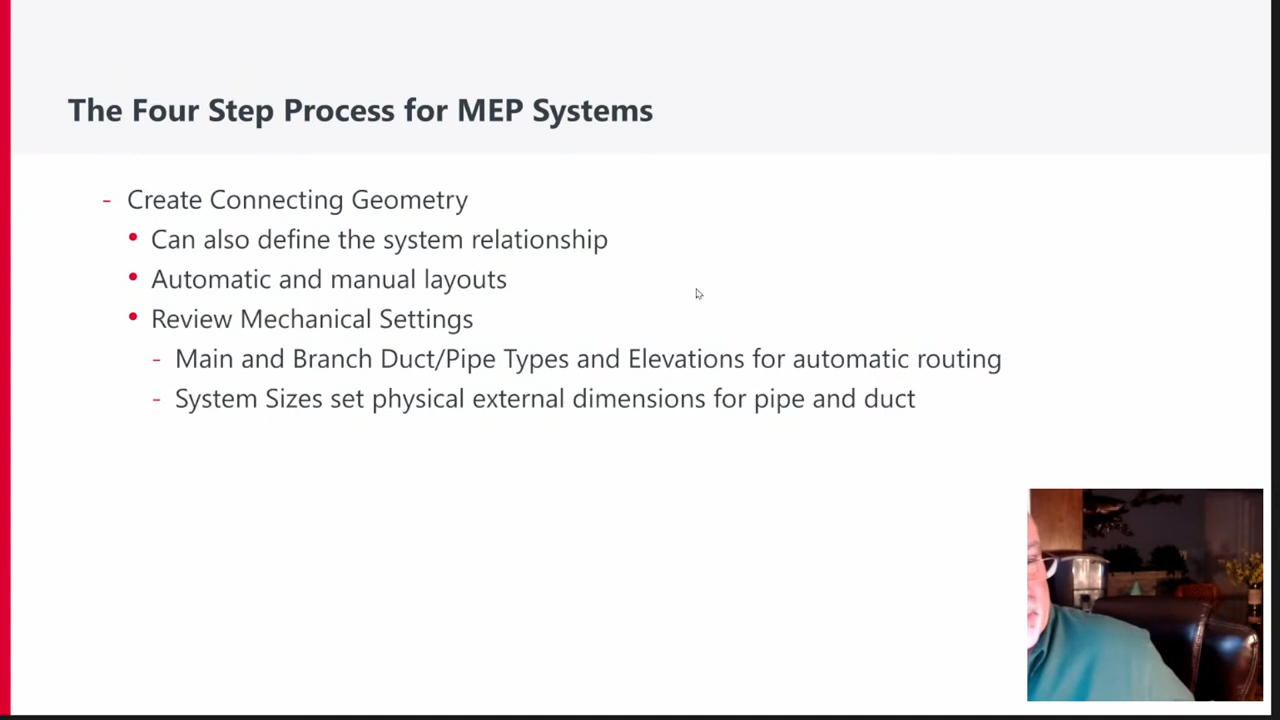 The Four Step Process for MEP Systems
- Create Connecting Geometry
• Can also define the system relationship
• Automatic and manual layouts
• Review Mechanical Settings
- Main and Branch Duct/Pipe Types and Elevations for automatic routing
- System Sizes set physical external dimensions for pipe and duct